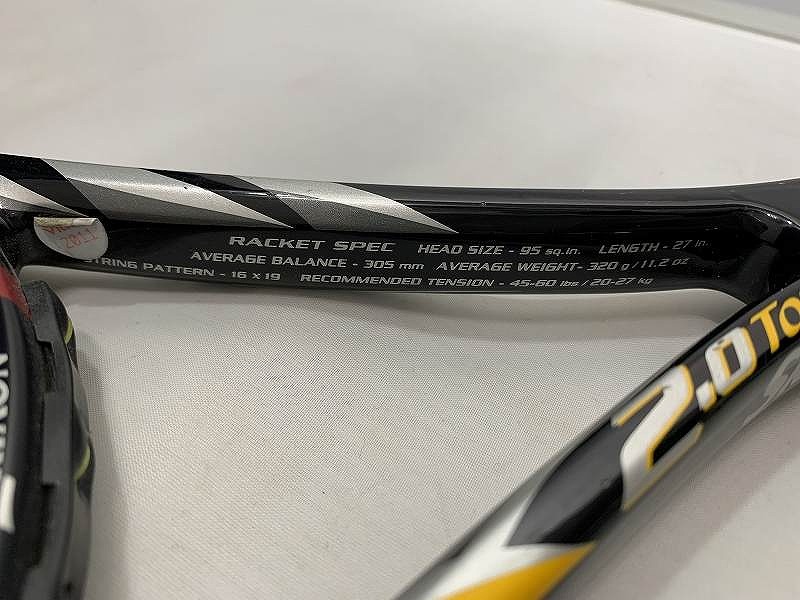 RACKET SPEC HEAD SIZE - 95 sq.in. LENGTH - 27 in.
AVERAGE BALANCE - 305 mm AVERAGE WEIGHT- 320 g / 11.2 oz
STRING PATTERN - 16 x 19 RECOMMENDED TENSION - 45-60 lbs / 20-27 kg
2011
2.0 To